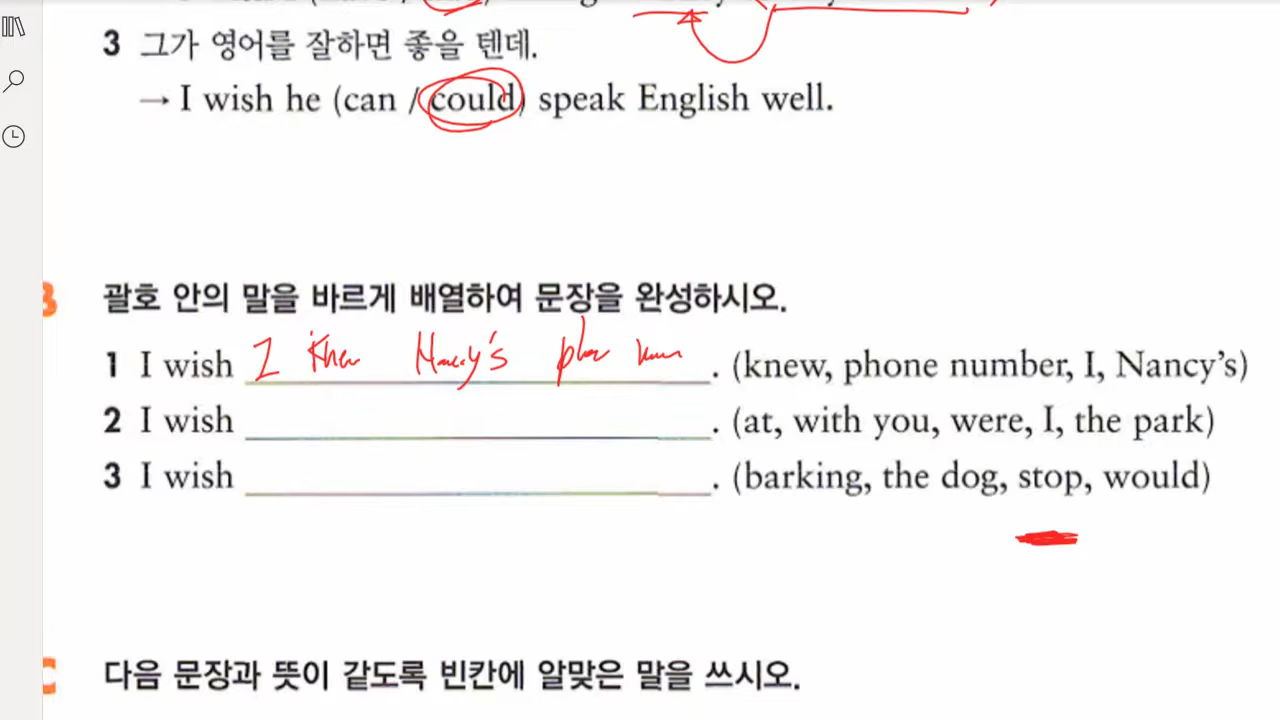 3 그가 영어를 잘하면 좋을 텐데.
→ I wish he (can / could) speak English well.
B 괄호 안의 말을 바르게 배열하여 문장을 완성하시오.
1 I wish I knew Nancy's phone . (knew, phone number, I, Nancy's)
2 I wish . (at, with you, were, I, the park)
3 I wish . (barking, the dog, stop, would)
C 다음 문장과 뜻이 같도록 빈칸에 알맞은 말을 쓰시오.